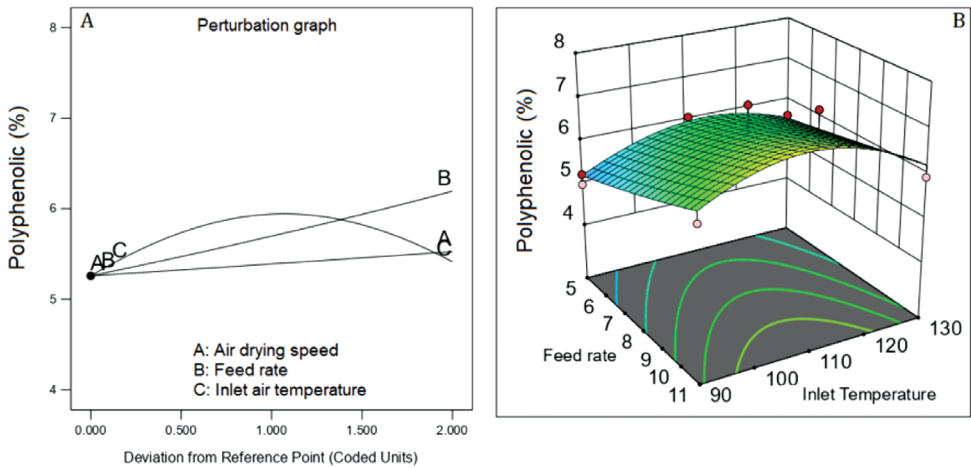 A
Perturbation graph
8
7
6
5
4
Polyphenolic (%)
A
B
C
B
A
C
A: Air drying speed
B: Feed rate
C: Inlet air temperature
0.000
0.500
1.000
1.500
2.000
Deviation from Reference Point (Coded Units)
B
8
7
6
5
4
Polyphenolic (%)
5
6
7
8
9
10
11
Feed rate
90
100
110
120
130
Inlet Temperature